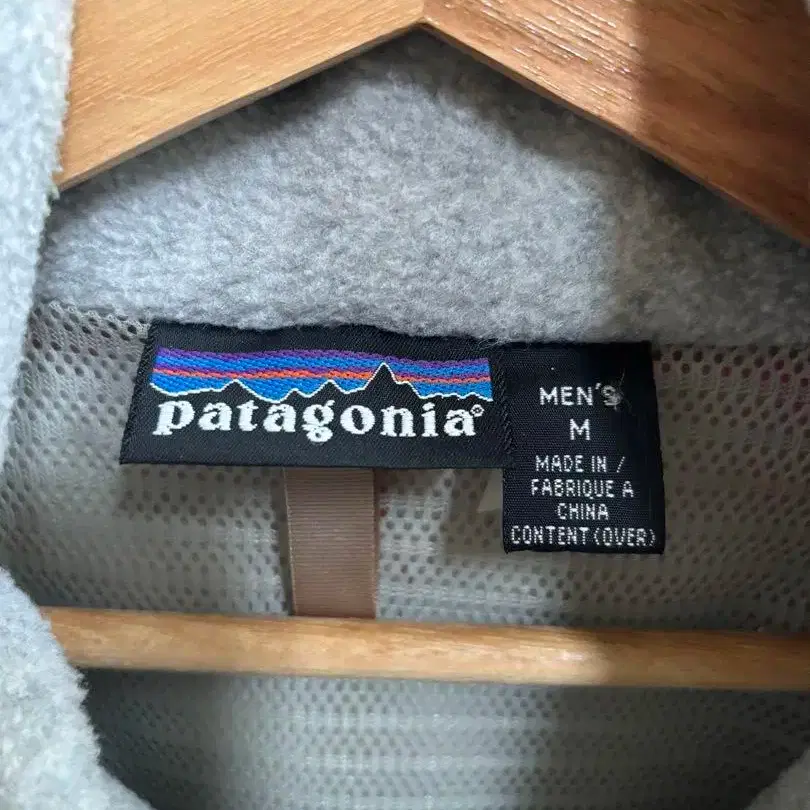 patagonia®
MEN'S
M
MADE IN /
FABRIQUE A
CHINA
CONTENT (OVER)